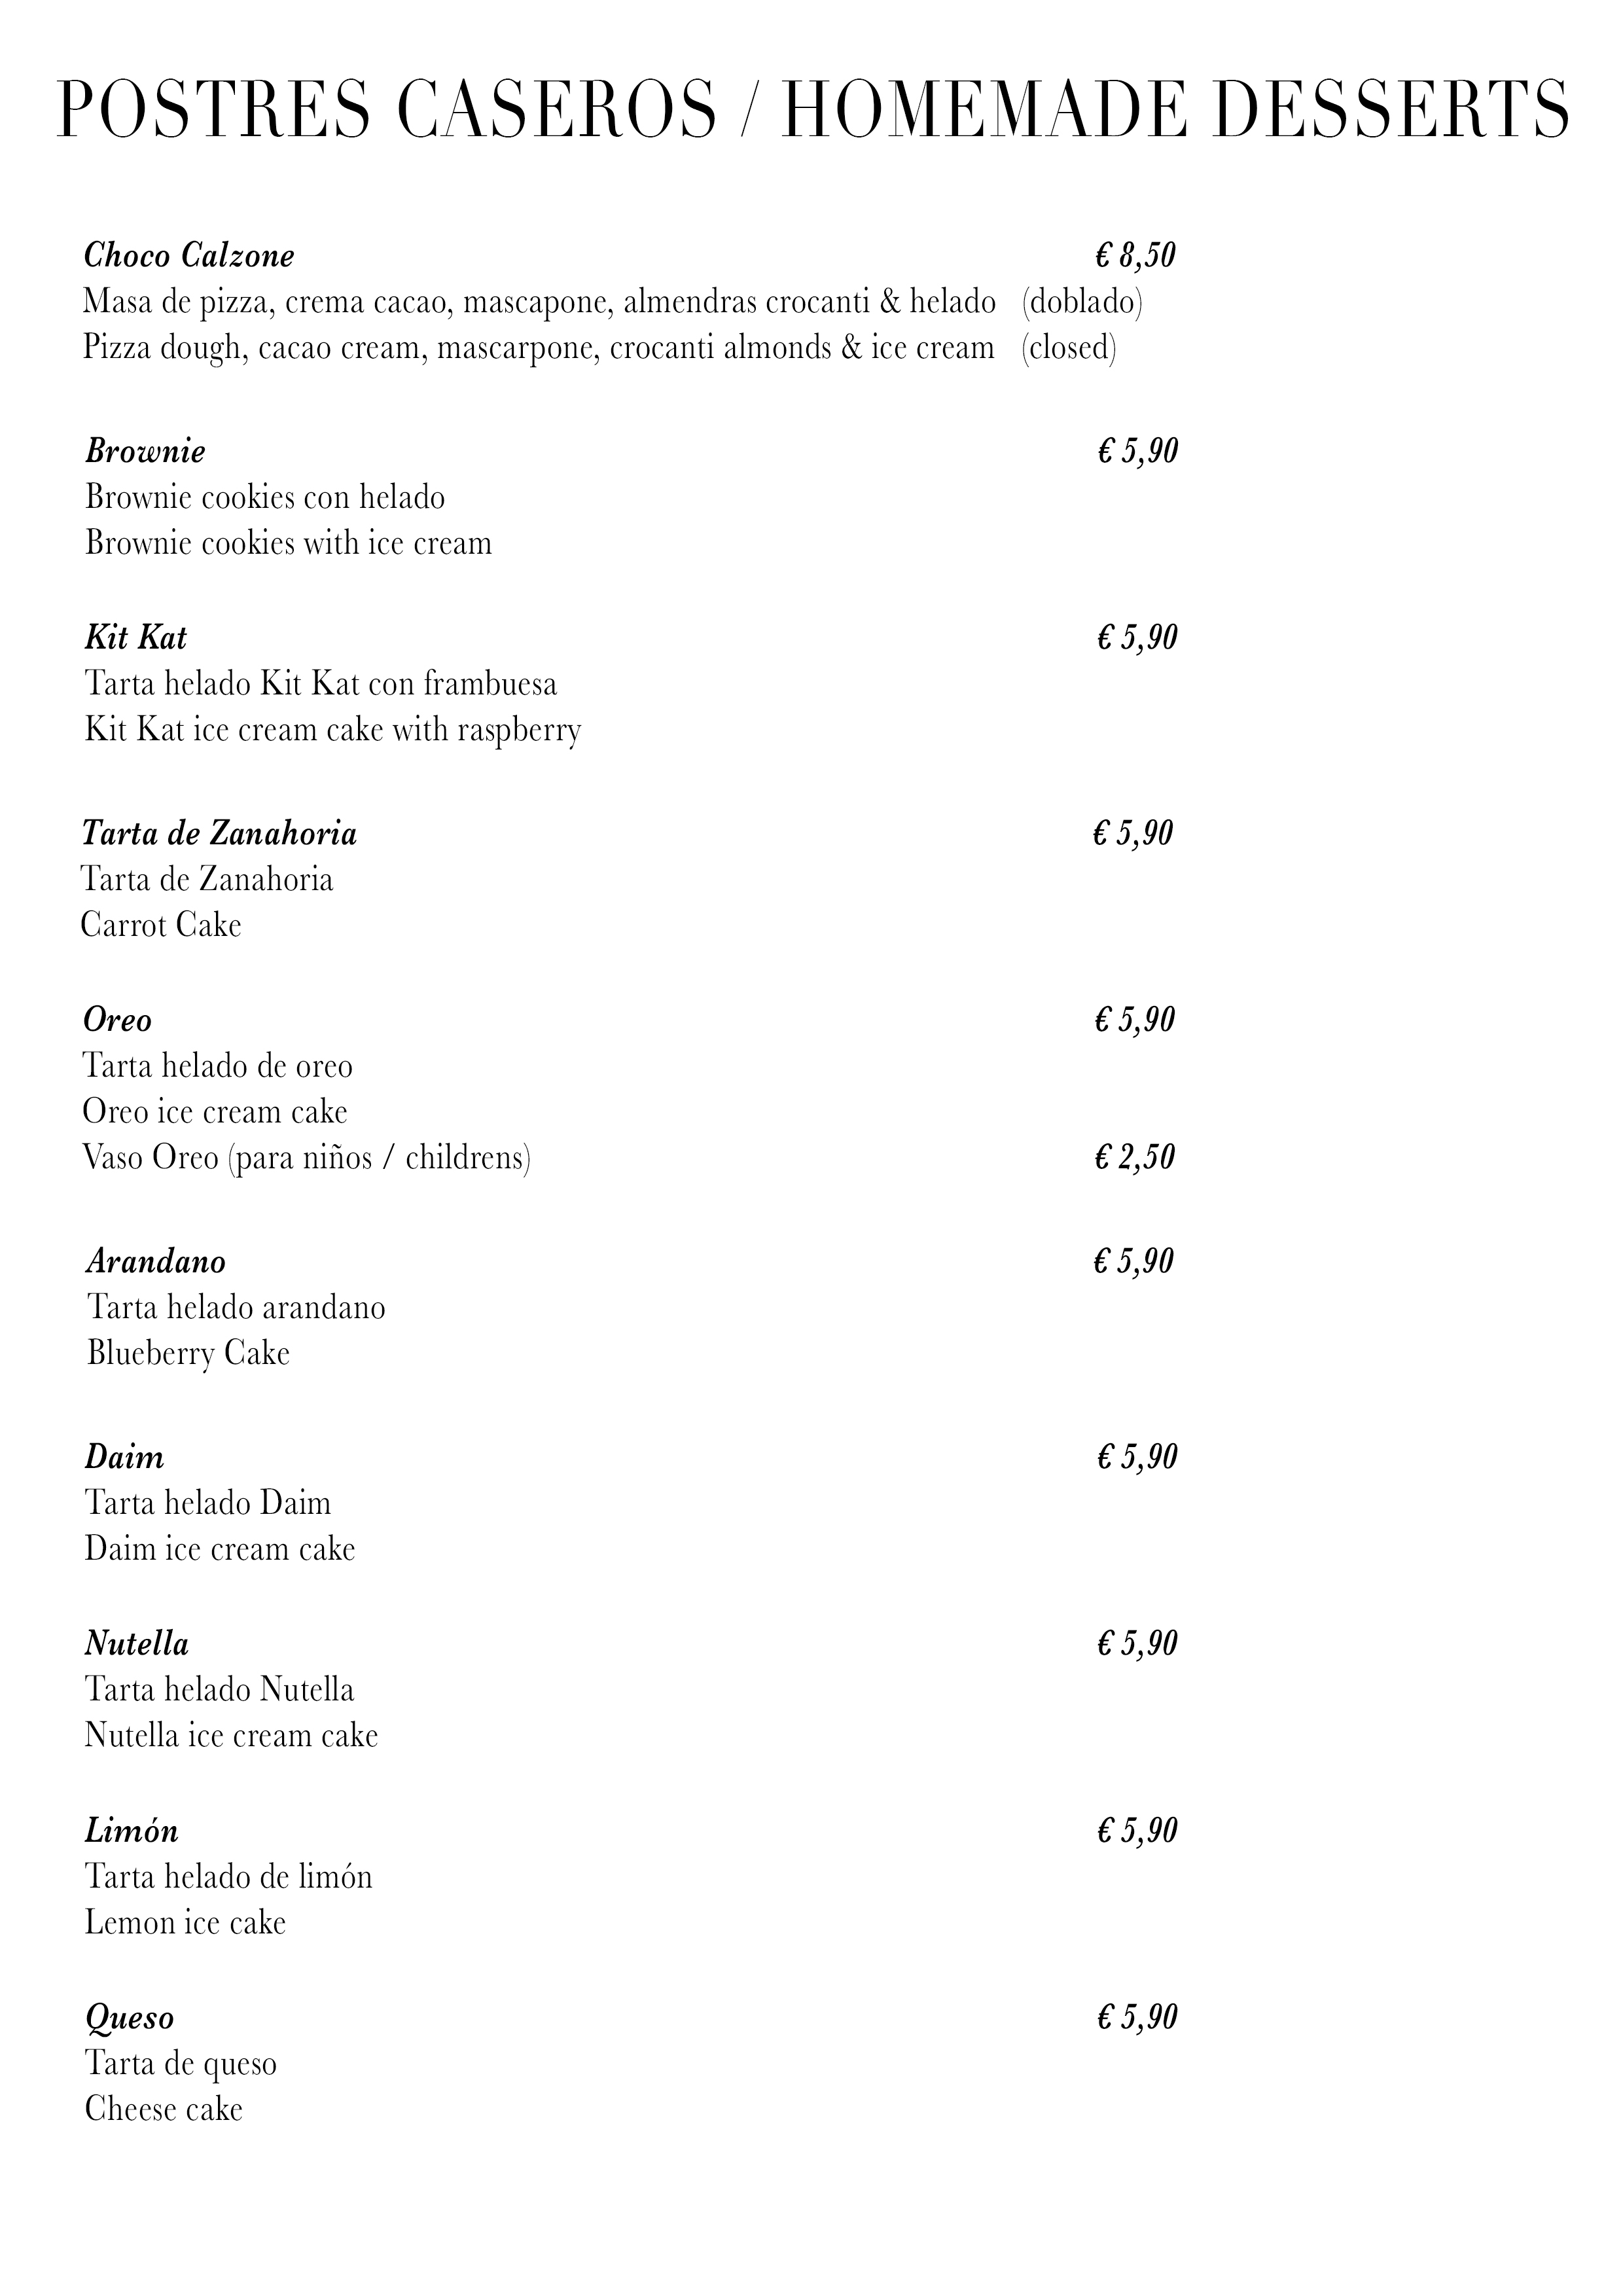 POSTRES CASEROS / HOMEMADE DESSERTS
Choco Calzone € 8,50
Masa de pizza, crema cacao, mascapone, almendras crocanti & helado (doblado)
Pizza dough, cacao cream, mascarpone, crocanti almonds & ice cream (closed)
Brownie € 5,90
Brownie cookies con helado
Brownie cookies with ice cream
Kit Kat € 5,90
Tarta helado Kit Kat con frambuesa
Kit Kat ice cream cake with raspberry
Tarta de Zanahoria € 5,90
Tarta de Zanahoria
Carrot Cake
Oreo € 5,90
Tarta helado de oreo
Oreo ice cream cake
Vaso Oreo (para niños / childrens) € 2,50
Arandano € 5,90
Tarta helado arandano
Blueberry Cake
Daim € 5,90
Tarta helado Daim
Daim ice cream cake
Nutella € 5,90
Tarta helado Nutella
Nutella ice cream cake
Limón € 5,90
Tarta helado de limón
Lemon ice cake
Queso € 5,90
Tarta de queso
Cheese cake